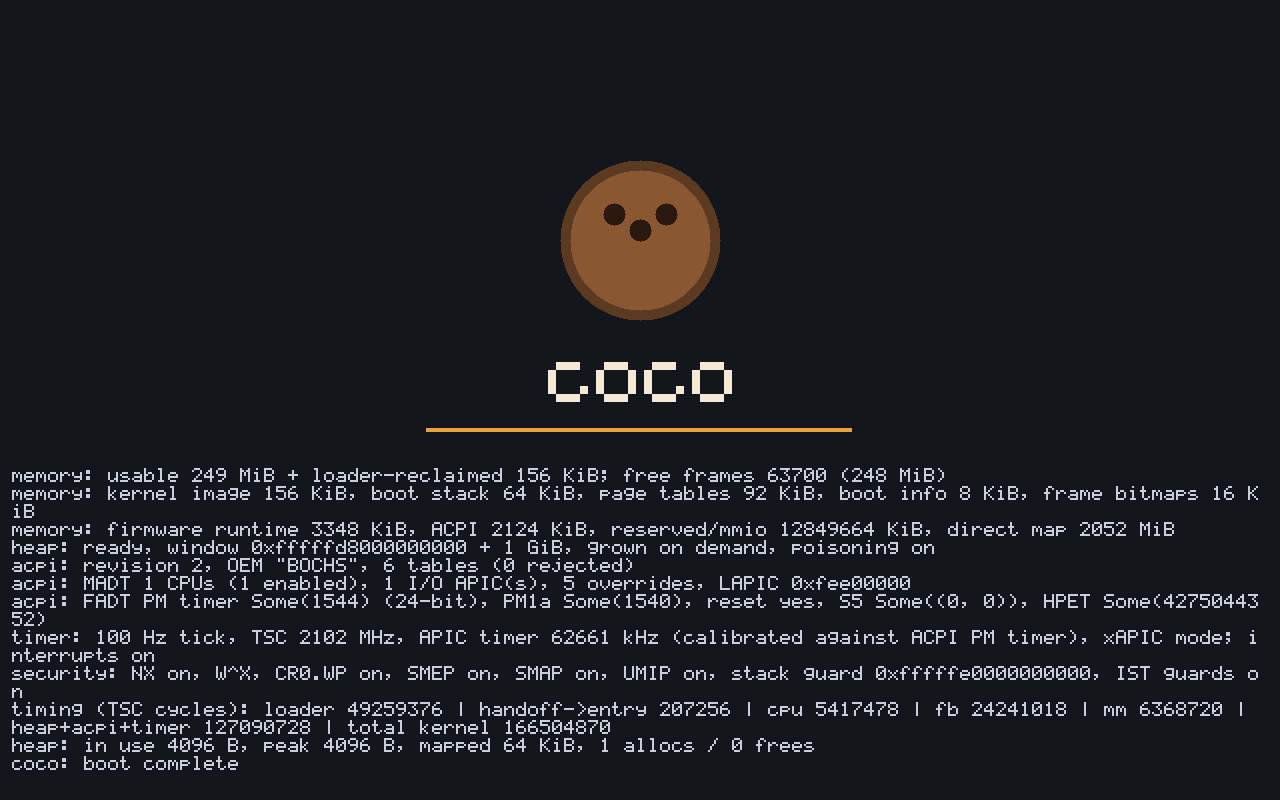 coco
memory: usable 249 MiB + loader-reclaimed 156 KiB; free frames 63700 (248 MiB)
memory: kernel image 156 KiB, boot stack 64 KiB, page tables 92 KiB, boot info 8 KiB, frame bitmaps 16 K
iB
memory: firmware runtime 3348 KiB, ACPI 2124 KiB, reserved/mmio 12849664 KiB, direct map 2052 MiB
heap: ready, window 0xfffffd8000000000 + 1 GiB, grown on demand, poisoning on
acpi: revision 2, OEM "BOCHS", 6 tables (0 rejected)
acpi: MADT 1 CPUs (1 enabled), 1 I/O APIC(s), 5 overrides, LAPIC 0xfee00000
acpi: FADT PM timer Some(1544) (24-bit), PM1a Some(1540), reset yes, S5 Some((0, 0)), HPET Some(42750443
52)
timer: 100 Hz tick, TSC 2102 MHz, APIC timer 62661 kHz (calibrated against ACPI PM timer), xAPIC mode; i
nterrupts on
security: NX on, W^X, CR0.WP on, SMEP on, SMAP on, UMIP on, stack guard 0xfffffe0000000000, IST guards o
n
timing (TSC cycles): loader 49259376 | handoff->entry 207256 | cpu 5417478 | fb 24241018 | mm 6368720 |
heap+acpi+timer 127090728 | total kernel 166504870
heap: in use 4096 B, peak 4096 B, mapped 64 KiB, 1 allocs / 0 frees
coco: boot complete